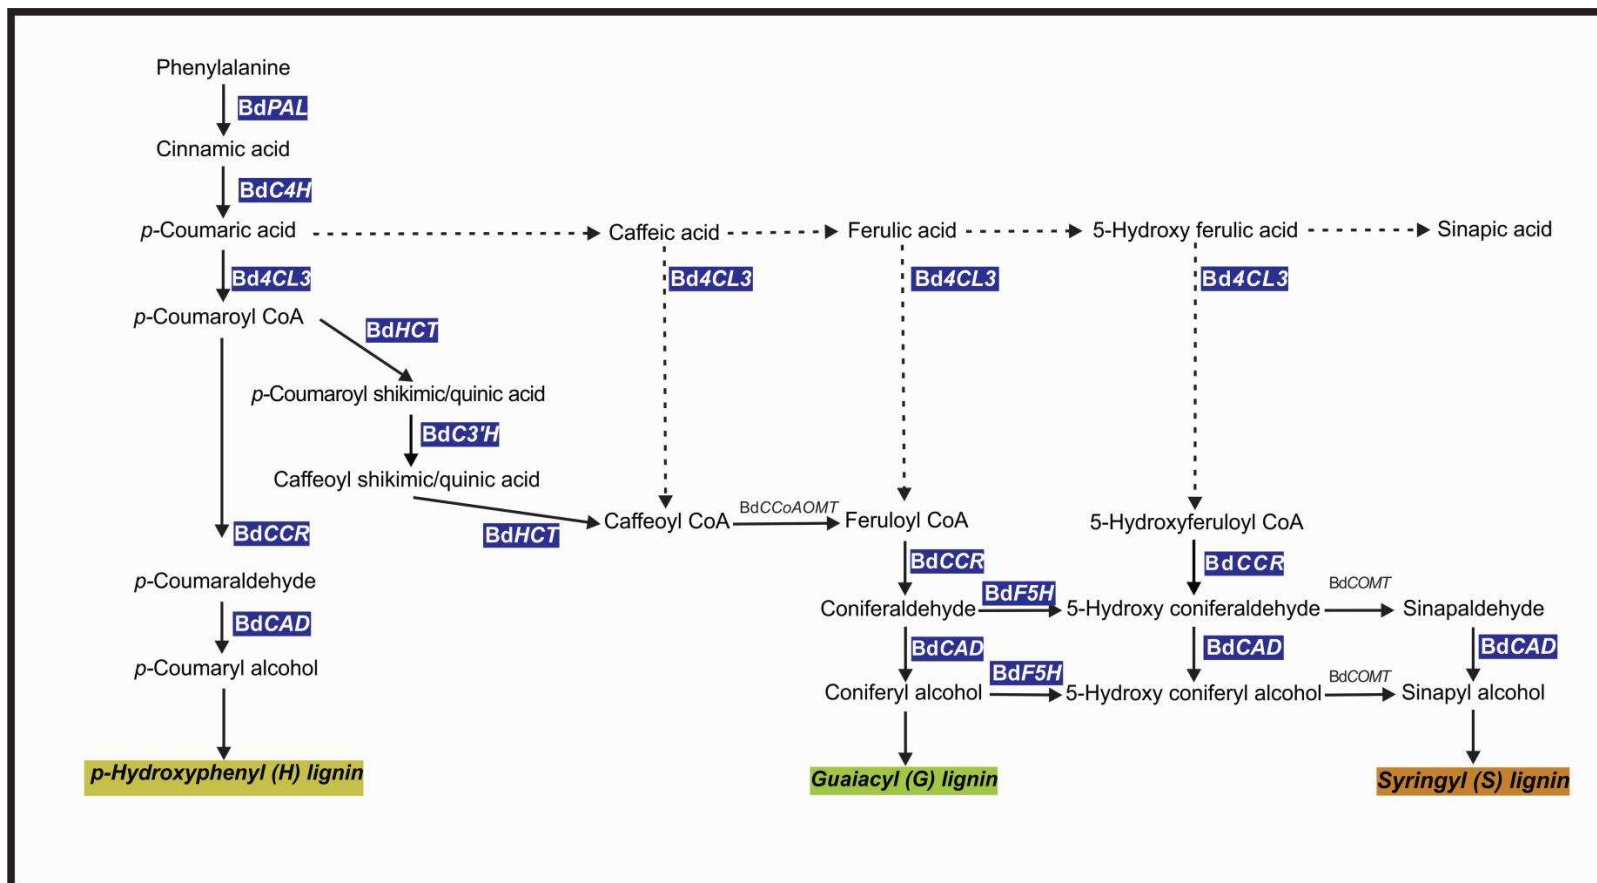 Phenylalanine
BdPAL
Cinnamic acid
BdC4H
p-Coumaric acid
Caffeic acid
Ferulic acid
5-Hydroxy ferulic acid
Sinapic acid
Bd4CL3
Bd4CL3
Bd4CL3
Bd4CL3
p-Coumaroyl CoA
BdHCT
p-Coumaroyl shikimic/quinic acid
BdC3'H
Caffeoyl shikimic/quinic acid
BdHCT
Caffeoyl CoA
BdCCoAOMT
Feruloyl CoA
5-Hydroxyferuloyl CoA
BdCCR
BdCCR
BdCCR
p-Coumaraldehyde
Coniferaldehyde
BdF5H
5-Hydroxy coniferaldehyde
BdCOMT
Sinapaldehyde
BdCAD
BdCAD
BdCAD
BdCAD
p-Coumaryl alcohol
Coniferyl alcohol
BdF5H
5-Hydroxy coniferyl alcohol
BdCOMT
Sinapyl alcohol
p-Hydroxyphenyl (H) lignin
Guaiacyl (G) lignin
Syringyl (S) lignin